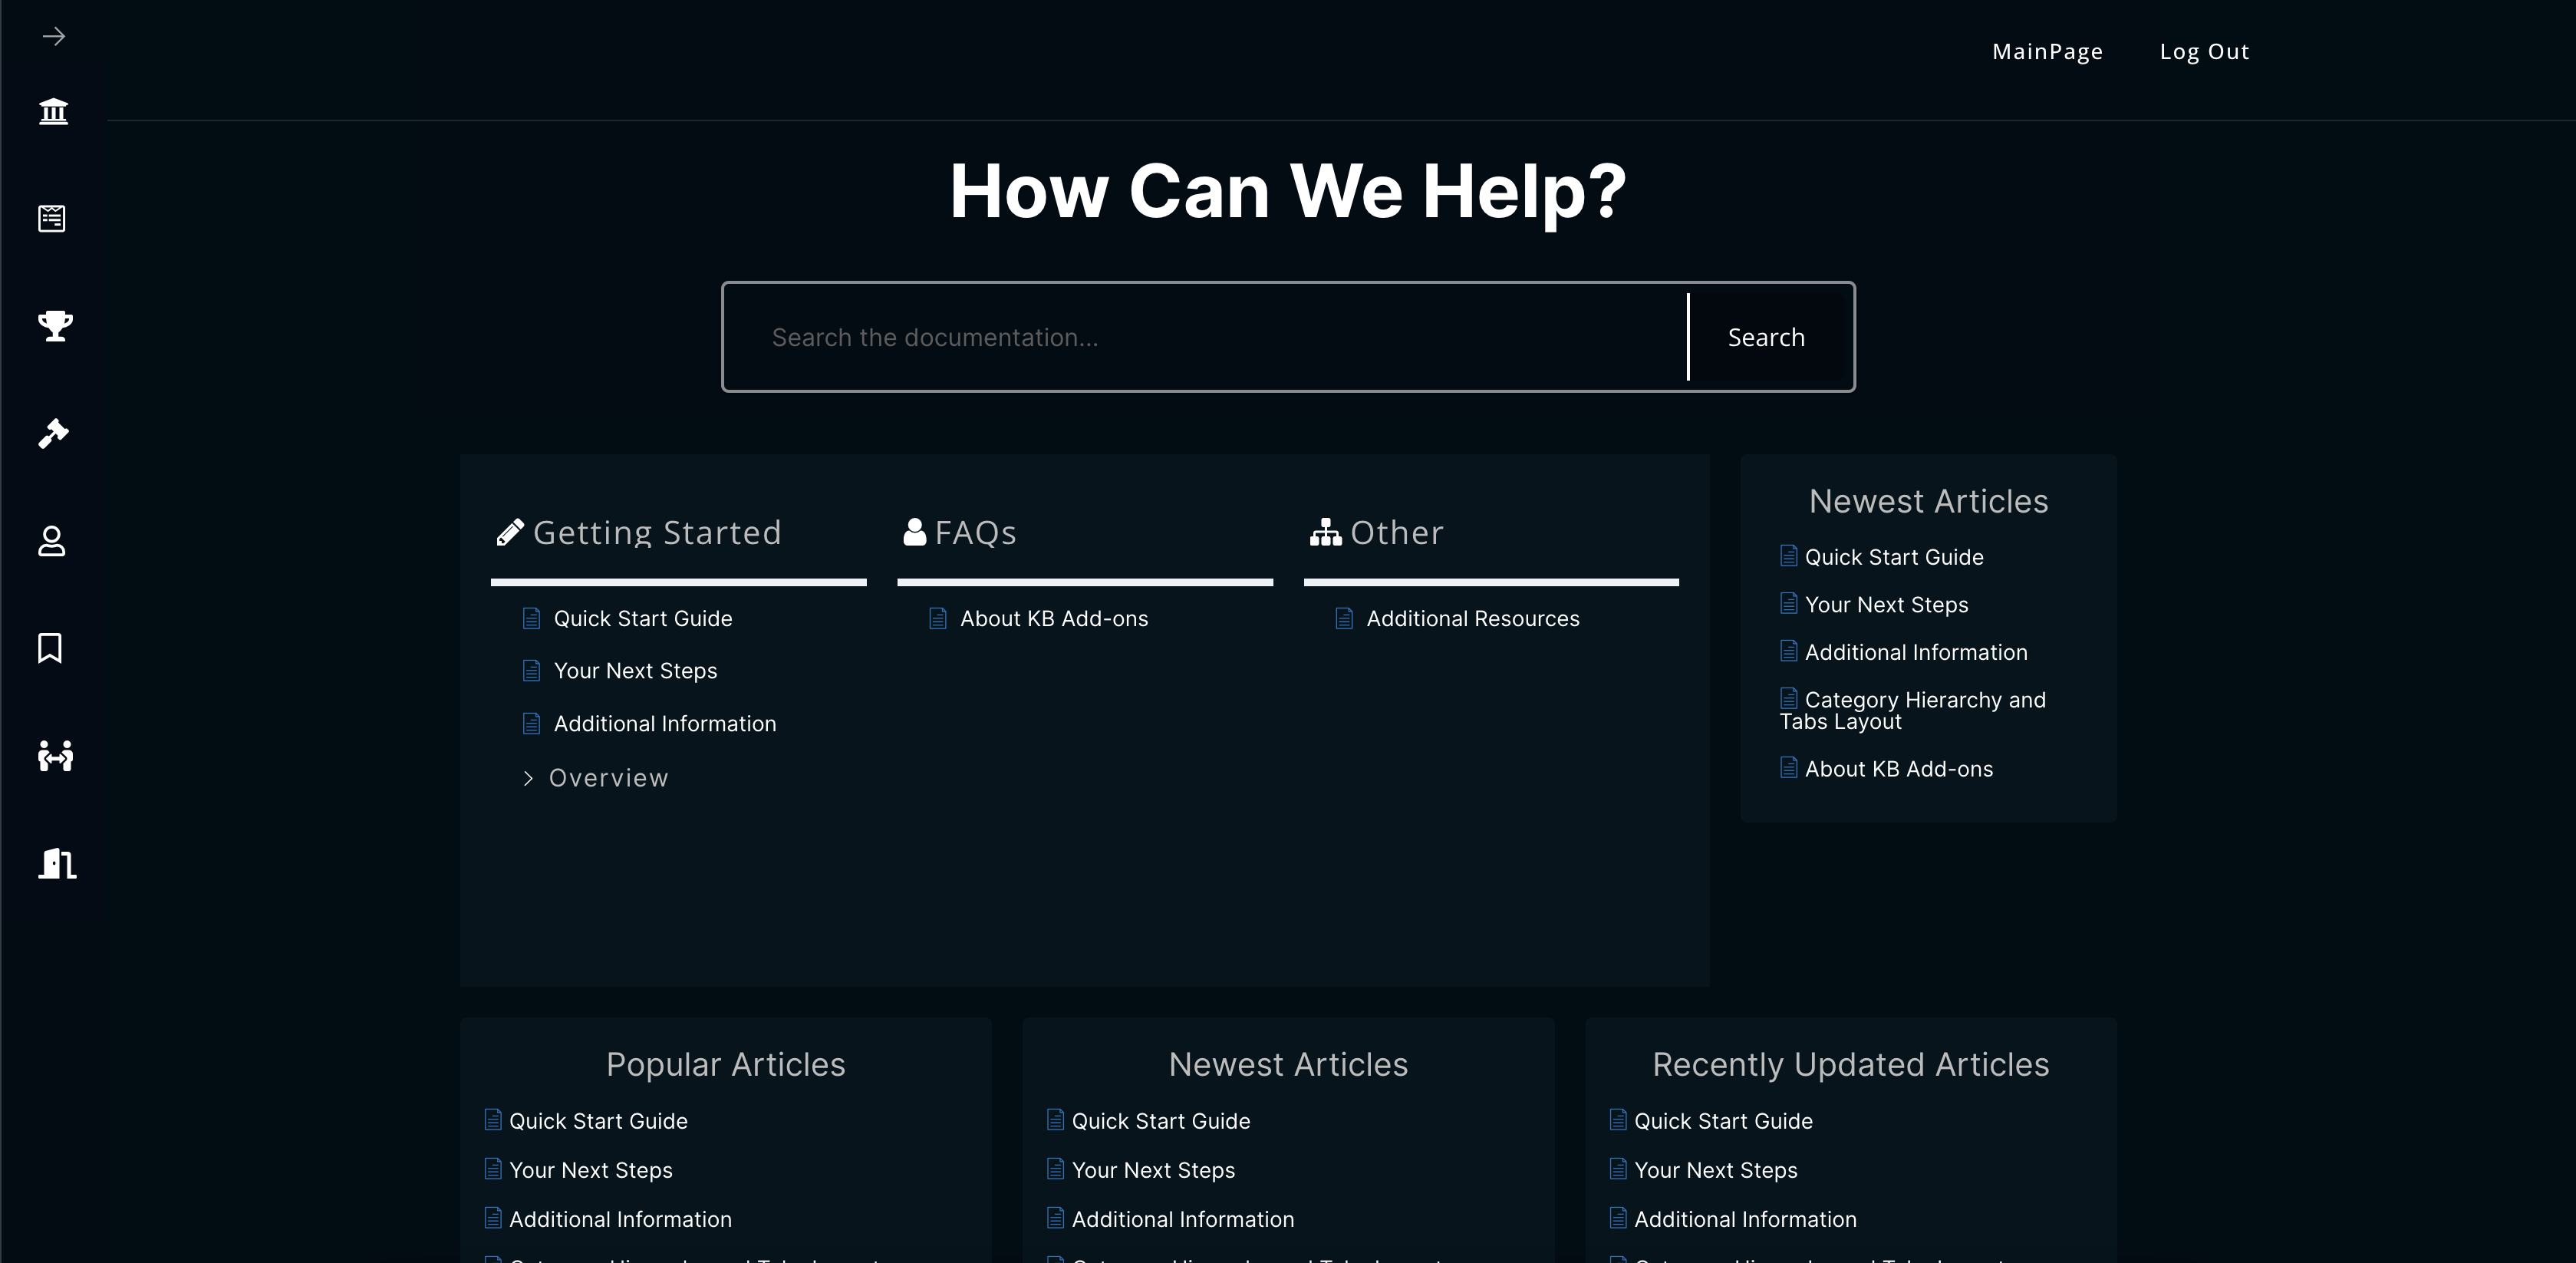 MainPage
Log Out
How Can We Help?
Search the documentation...
Search
Getting Started
Quick Start Guide
Your Next Steps
Additional Information
Overview
FAQs
About KB Add-ons
Other
Additional Resources
Newest Articles
Quick Start Guide
Your Next Steps
Additional Information
Category Hierarchy and
Tabs Layout
About KB Add-ons
Popular Articles
Quick Start Guide
Your Next Steps
Additional Information
Newest Articles
Quick Start Guide
Your Next Steps
Additional Information
Recently Updated Articles
Quick Start Guide
Your Next Steps
Additional Information